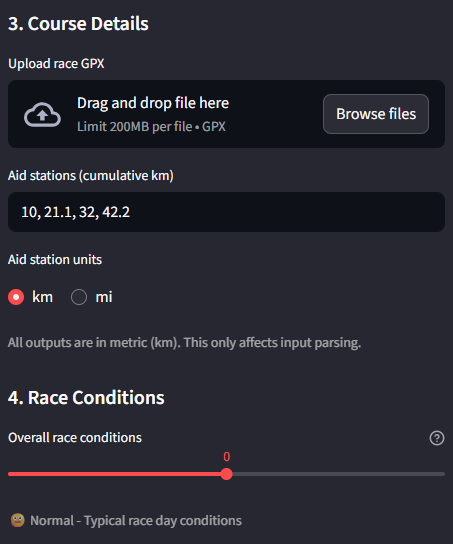 3. Course Details
Upload race GPX
Drag and drop file here
Limit 200MB per file • GPX
Browse files
Aid stations (cumulative km)
10, 21.1, 32, 42.2
Aid station units
km mi
All outputs are in metric (km). This only affects input parsing.
4. Race Conditions
Overall race conditions
0
Normal - Typical race day conditions